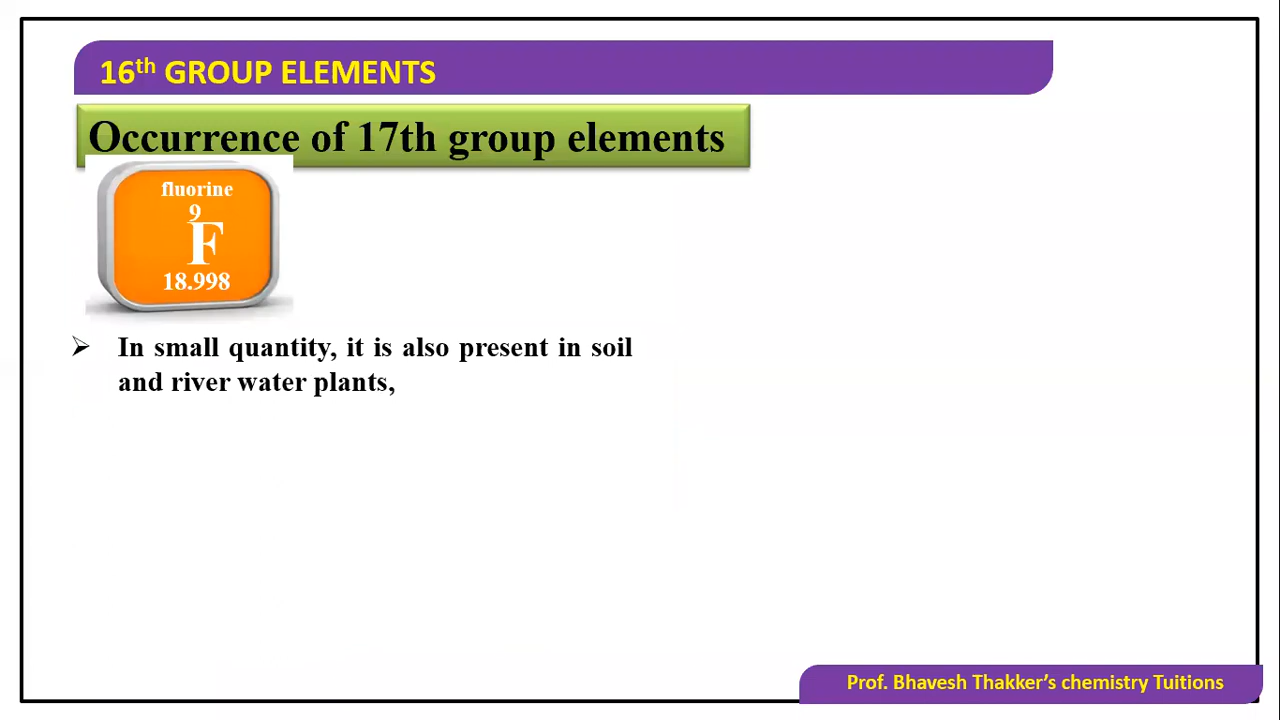 16th GROUP ELEMENTS
Occurrence of 17th group elements
fluorine
9
F
18.998
➢ In small quantity, it is also present in soil
and river water plants,
Prof. Bhavesh Thakker’s chemistry Tuitions